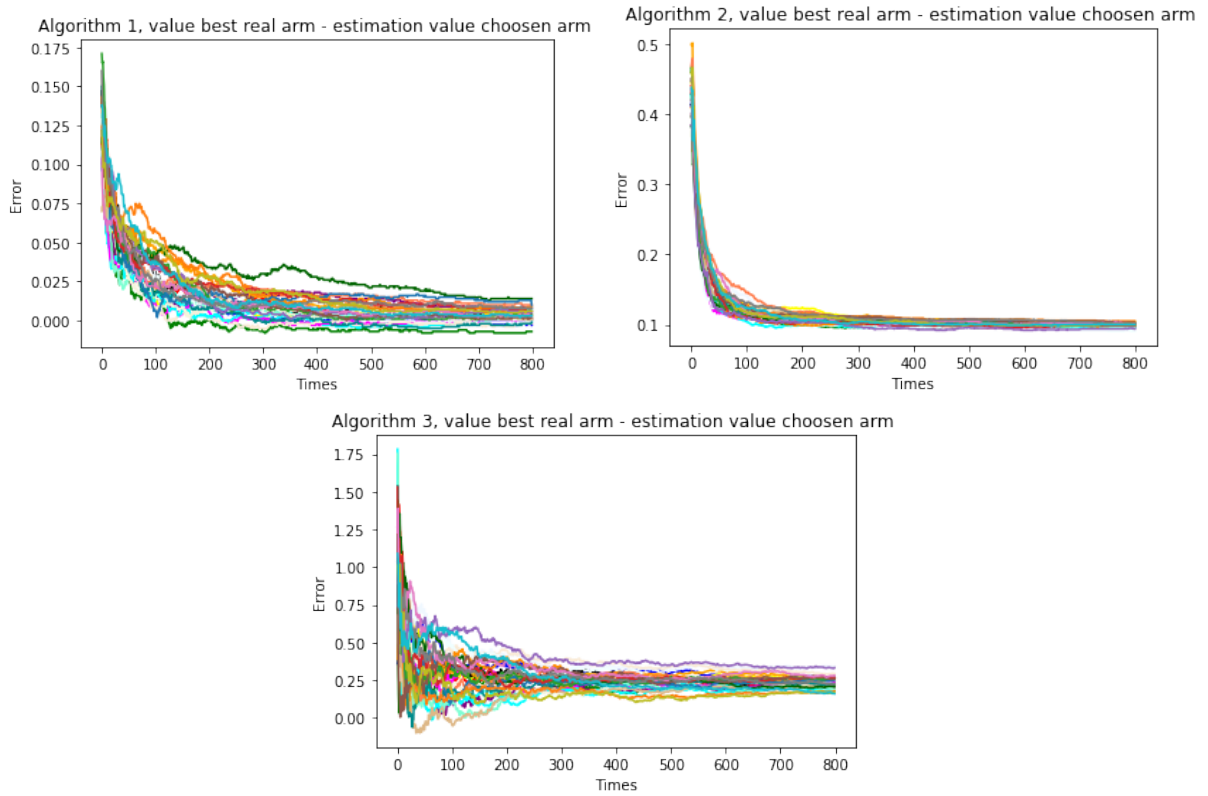 Algorithm 1, value best real arm - estimation value choosen arm
0.175
0.150
0.125
0.100
0.075
0.050
0.025
0.000
Error
0 100 200 300 400 500 600 700 800
Times
Algorithm 2, value best real arm - estimation value choosen arm
0.5
0.4
0.3
0.2
0.1
Error
0 100 200 300 400 500 600 700 800
Times
Algorithm 3, value best real arm - estimation value choosen arm
1.75
1.50
1.25
1.00
0.75
0.50
0.25
0.00
Error
0 100 200 300 400 500 600 700 800
Times